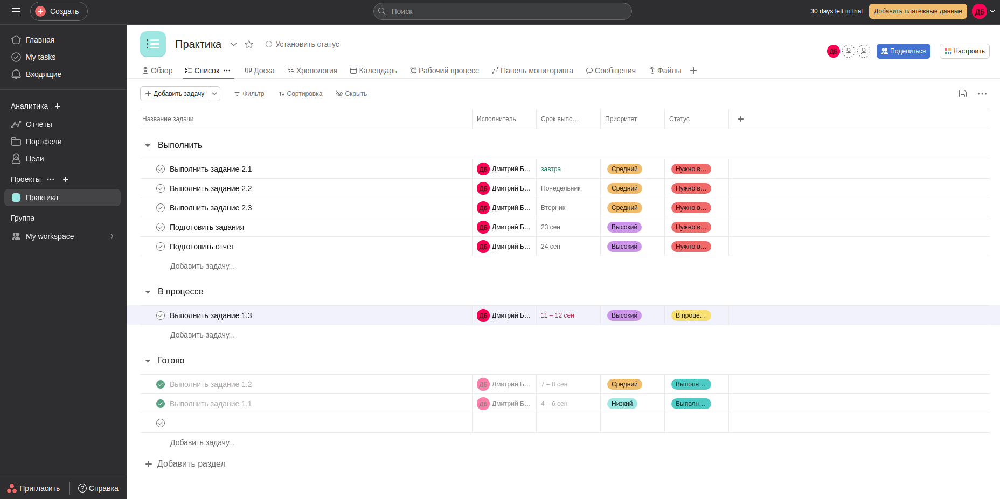 Создать
Поиск
30 days left in trial
Добавить платёжные данные
ДБ
Главная
My tasks
Входящие
Аналитика
Отчёты
Портфели
Цели
Проекты
Практика
Группа
My workspace
Пригласить
Справка
Практика
Установить статус
ДБ
Поделиться
Настроить
Обзор Список Доска Хронология Календарь Рабочий процесс Панель мониторинга Сообщения Файлы
Добавить задачу Фильтр Сортировка Скрыть
Название задачи Исполнитель Срок выпо… Приоритет Статус
Выполнить
Выполнить задание 2.1 ДБ Дмитрий Б… завтра Средний Нужно в…
Выполнить задание 2.2 ДБ Дмитрий Б… Понедельник Средний Нужно в…
Выполнить задание 2.3 ДБ Дмитрий Б… Вторник Средний Нужно в…
Подготовить задания ДБ Дмитрий Б… 23 сен Высокий Нужно в…
Подготовить отчёт ДБ Дмитрий Б… 24 сен Высокий Нужно в…
Добавить задачу...
В процессе
Выполнить задание 1.3 ДБ Дмитрий Б… 11 – 12 сен Высокий В проце…
Добавить задачу...
Готово
Выполнить задание 1.2 ДБ Дмитрий Б… 7 – 8 сен Средний Выполн…
Выполнить задание 1.1 ДБ Дмитрий Б… 4 – 6 сен Низкий Выполн…
Добавить задачу...
Добавить раздел